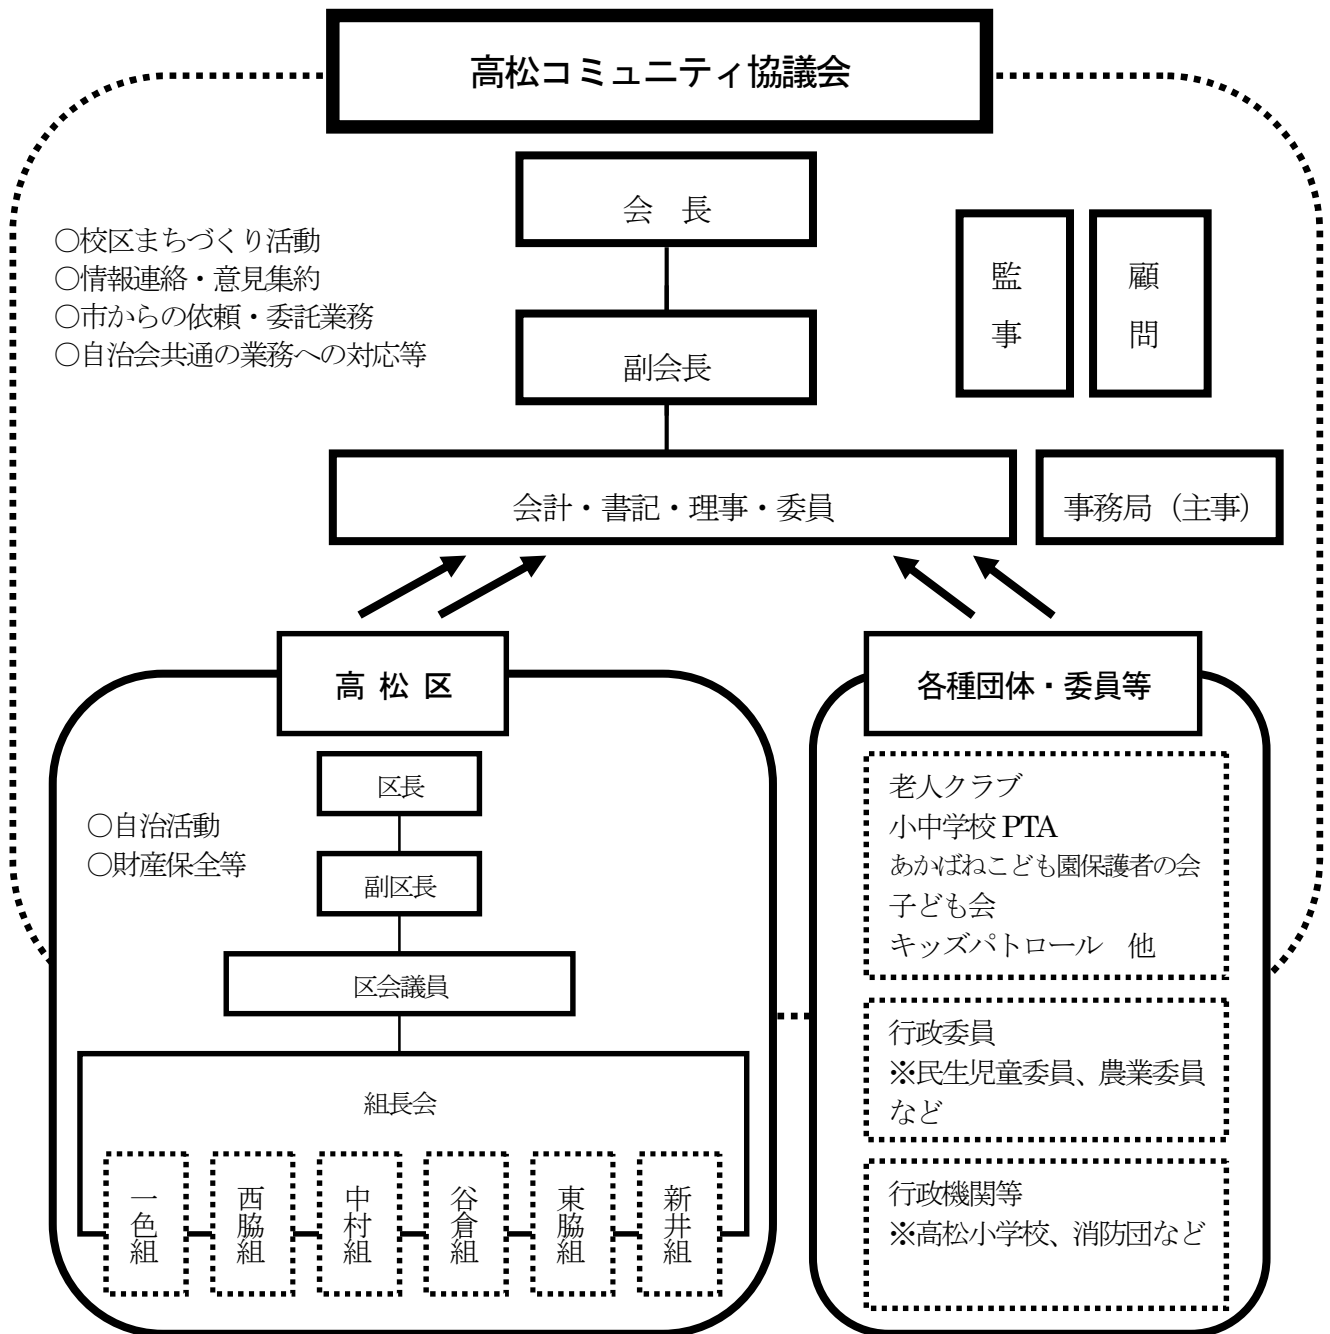 高松コミュニティ協議会
会　長
○校区まちづくり活動
○情報連絡・意見集約
○市からの依頼・委託業務
○自治会共通の業務への対応等
監事
顧問
副会長
会計・書記・理事・委員
事務局（主事）
高 松 区
各種団体・委員等
区長
○自治活動
○財産保全等
副区長
区会議員
組長会
一色組
西脇組
中村組
谷倉組
東脇組
新井組
老人クラブ
小中学校 PTA
あかばねこども園保護者の会
子ども会
キッズパトロール　他
行政委員
※民生児童委員、農業委員
など
行政機関等
※高松小学校、消防団など